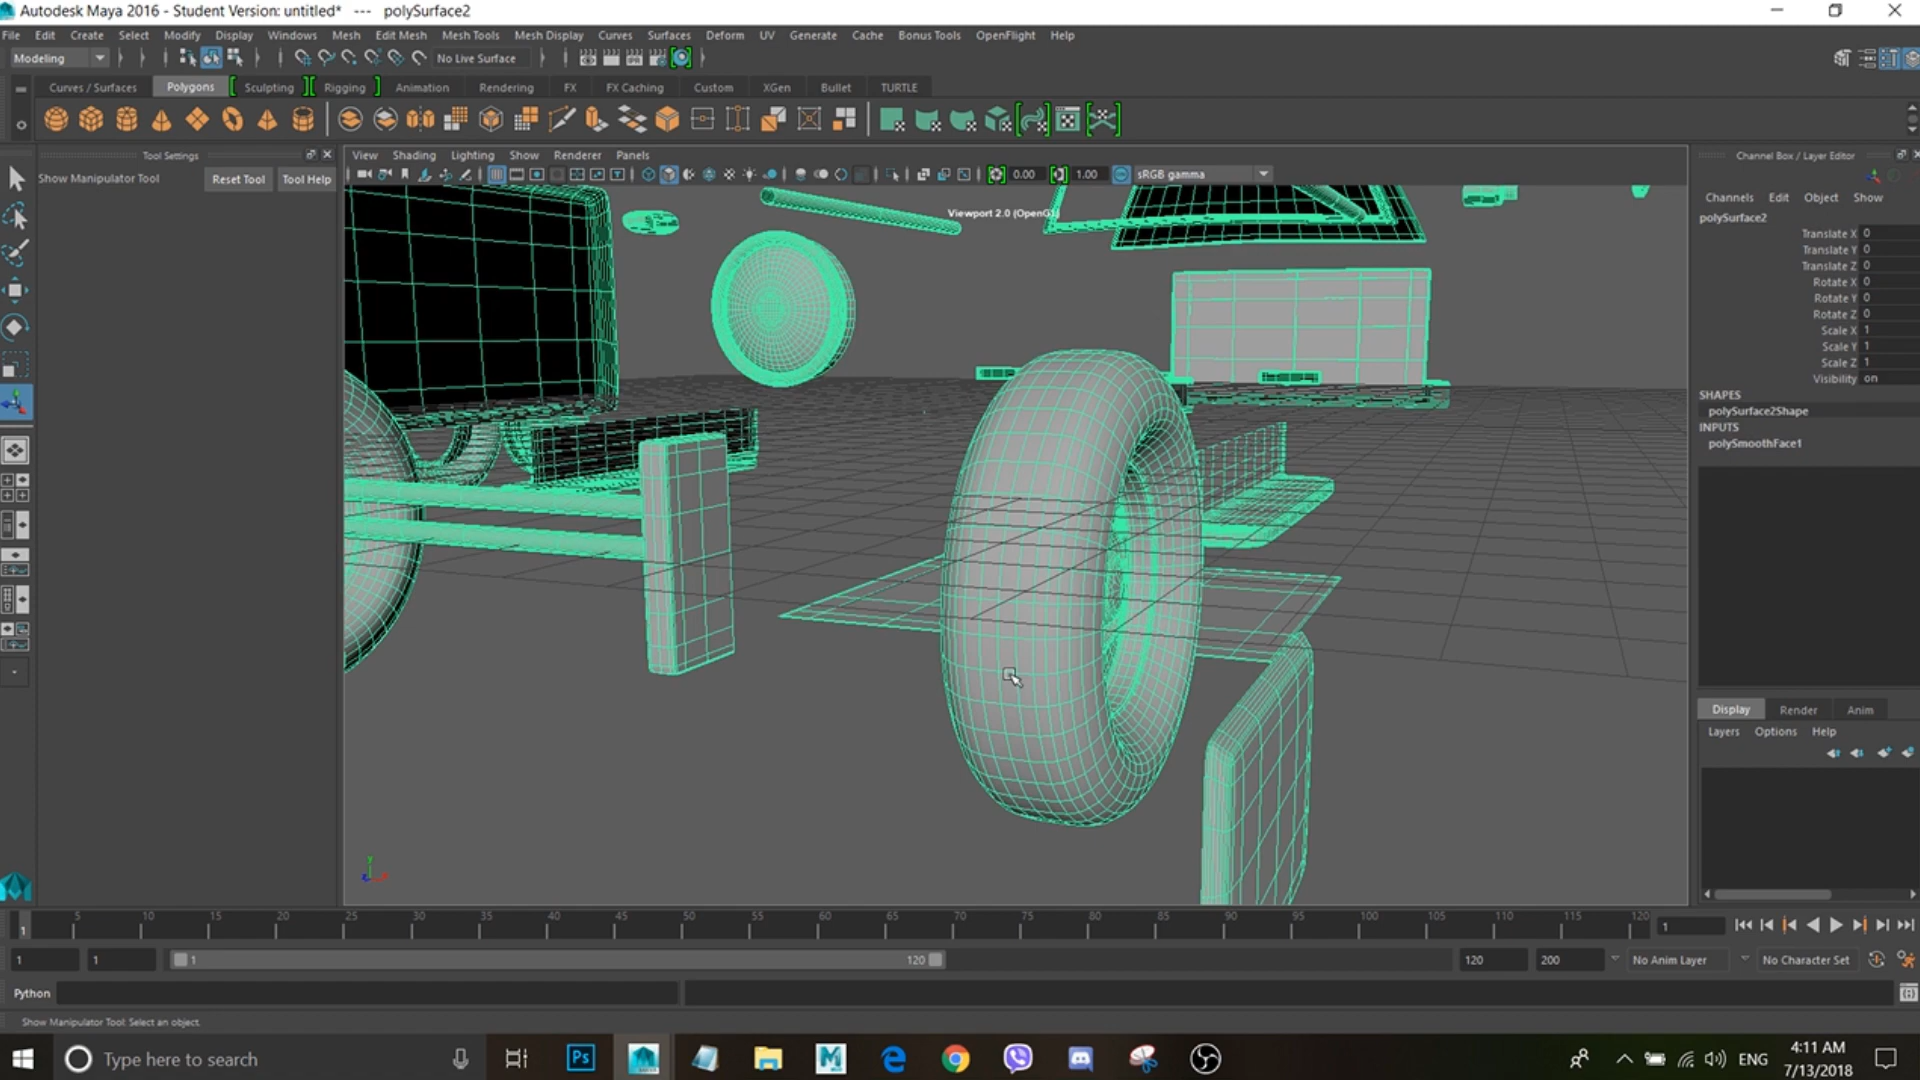 Autodesk Maya 2016 - Student Version: untitled* --- polySurface2
File Edit Create Select Modify Display Windows Mesh Edit Mesh Mesh Tools Mesh Display Curves Surfaces Deform UV Generate Cache Bonus Tools OpenFlight Help
Modeling No Live Surface
Curves / Surfaces Polygons Sculpting Rigging Animation Rendering FX FX Caching Custom XGen Bullet TURTLE
Tool Settings
Show Manipulator Tool Reset Tool Tool Help
View Shading Lighting Show Renderer Panels
0.00 1.00 sRGB gamma
Viewport 2.0 (OpenGL)
Channel Box / Layer Editor
Channels Edit Object Show
polySurface2
Translate X 0
Translate Y 0
Translate Z 0
Rotate X 0
Rotate Y 0
Rotate Z 0
Scale X 1
Scale Y 1
Scale Z 1
Visibility on
SHAPES
polySurface2Shape
INPUTS
polySmoothFace1
Display Render Anim
Layers Options Help
y
5 10 15 20 25 30 35 40 45 50 55 60 65 70 75 80 85 90 95 100 105 110 115 120
1 1
1 1 1 120 120 200 No Anim Layer No Character Set
Python
Show Manipulator Tool: Select an object.
Type here to search Ps M ENG 4:11 AM
7/13/2018